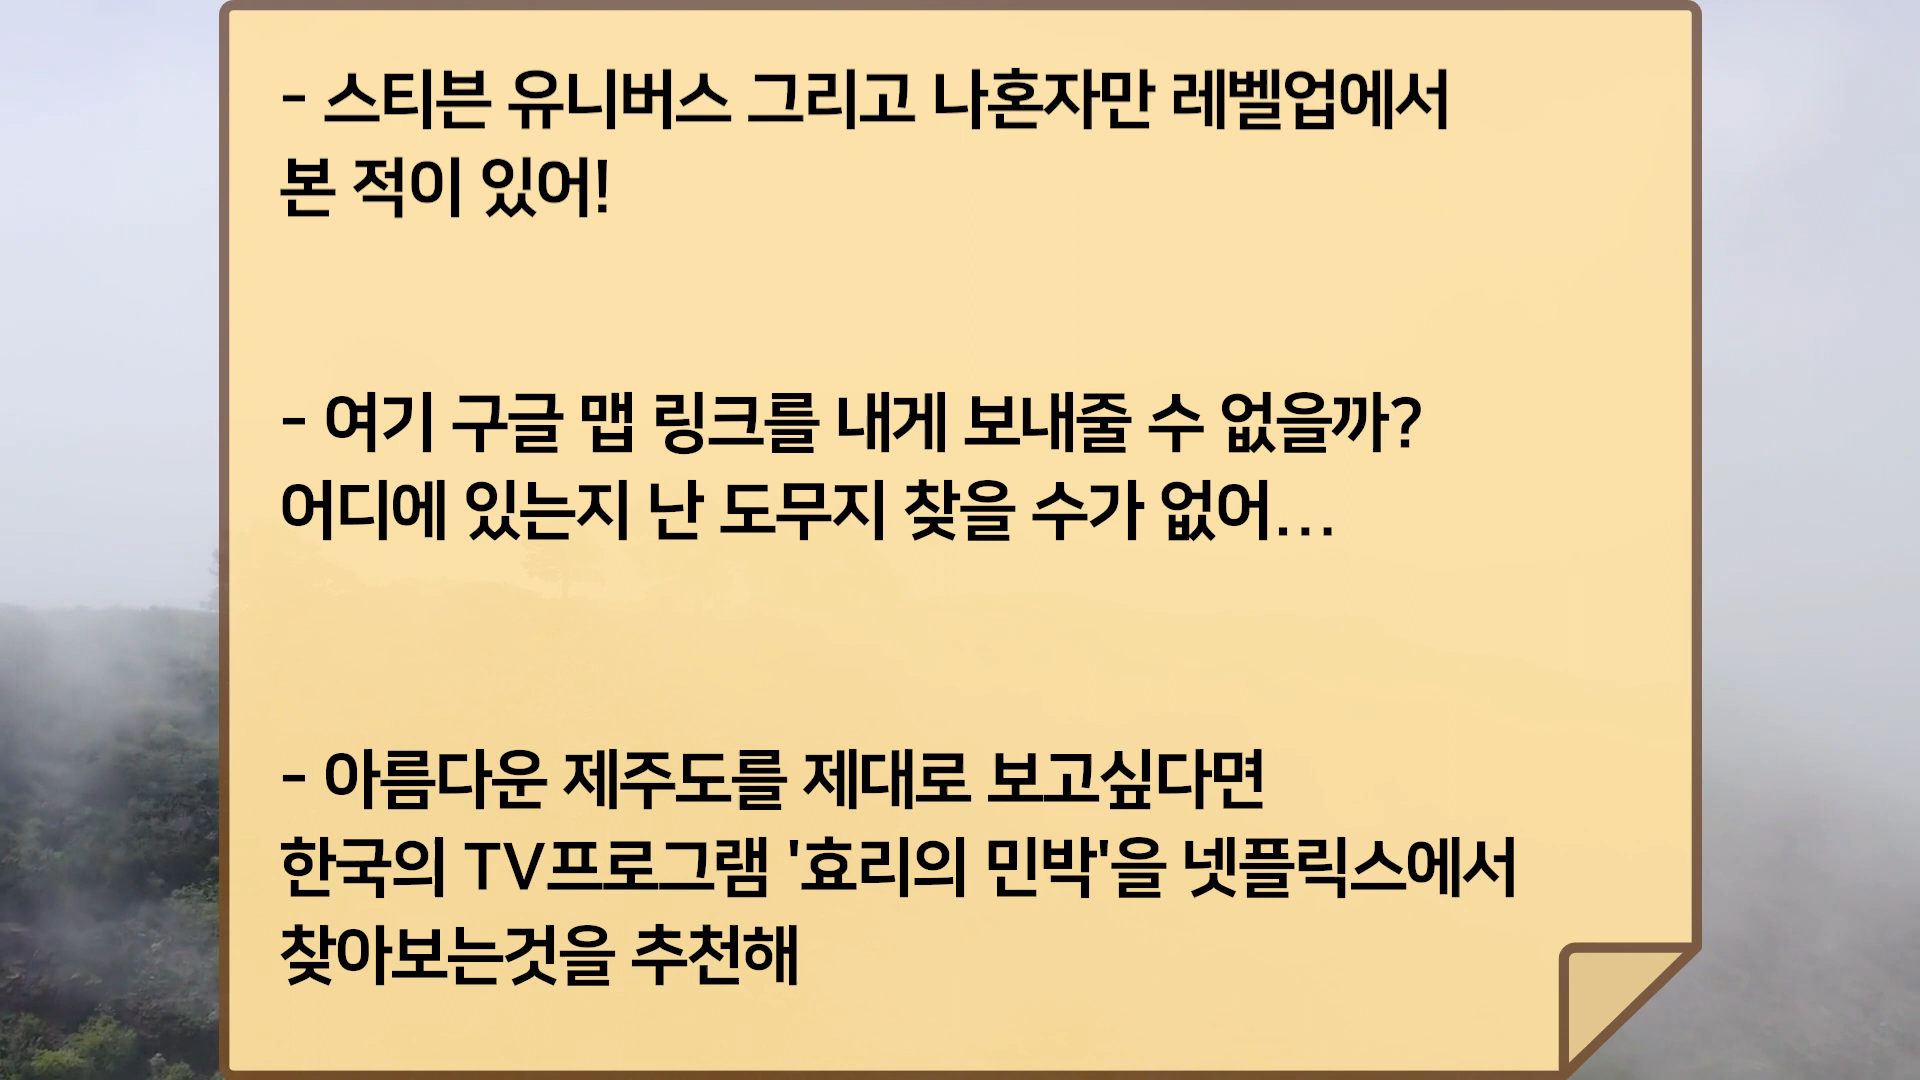 - 스티븐 유니버스 그리고 나혼자만 레벨업에서
본 적이 있어!
- 여기 구글 맵 링크를 내게 보내줄 수 없을까?
어디에 있는지 난 도무지 찾을 수가 없어...
- 아름다운 제주도를 제대로 보고싶다면
한국의 TV프로그램 '효리의 민박'을 넷플릭스에서
찾아보는것을 추천해